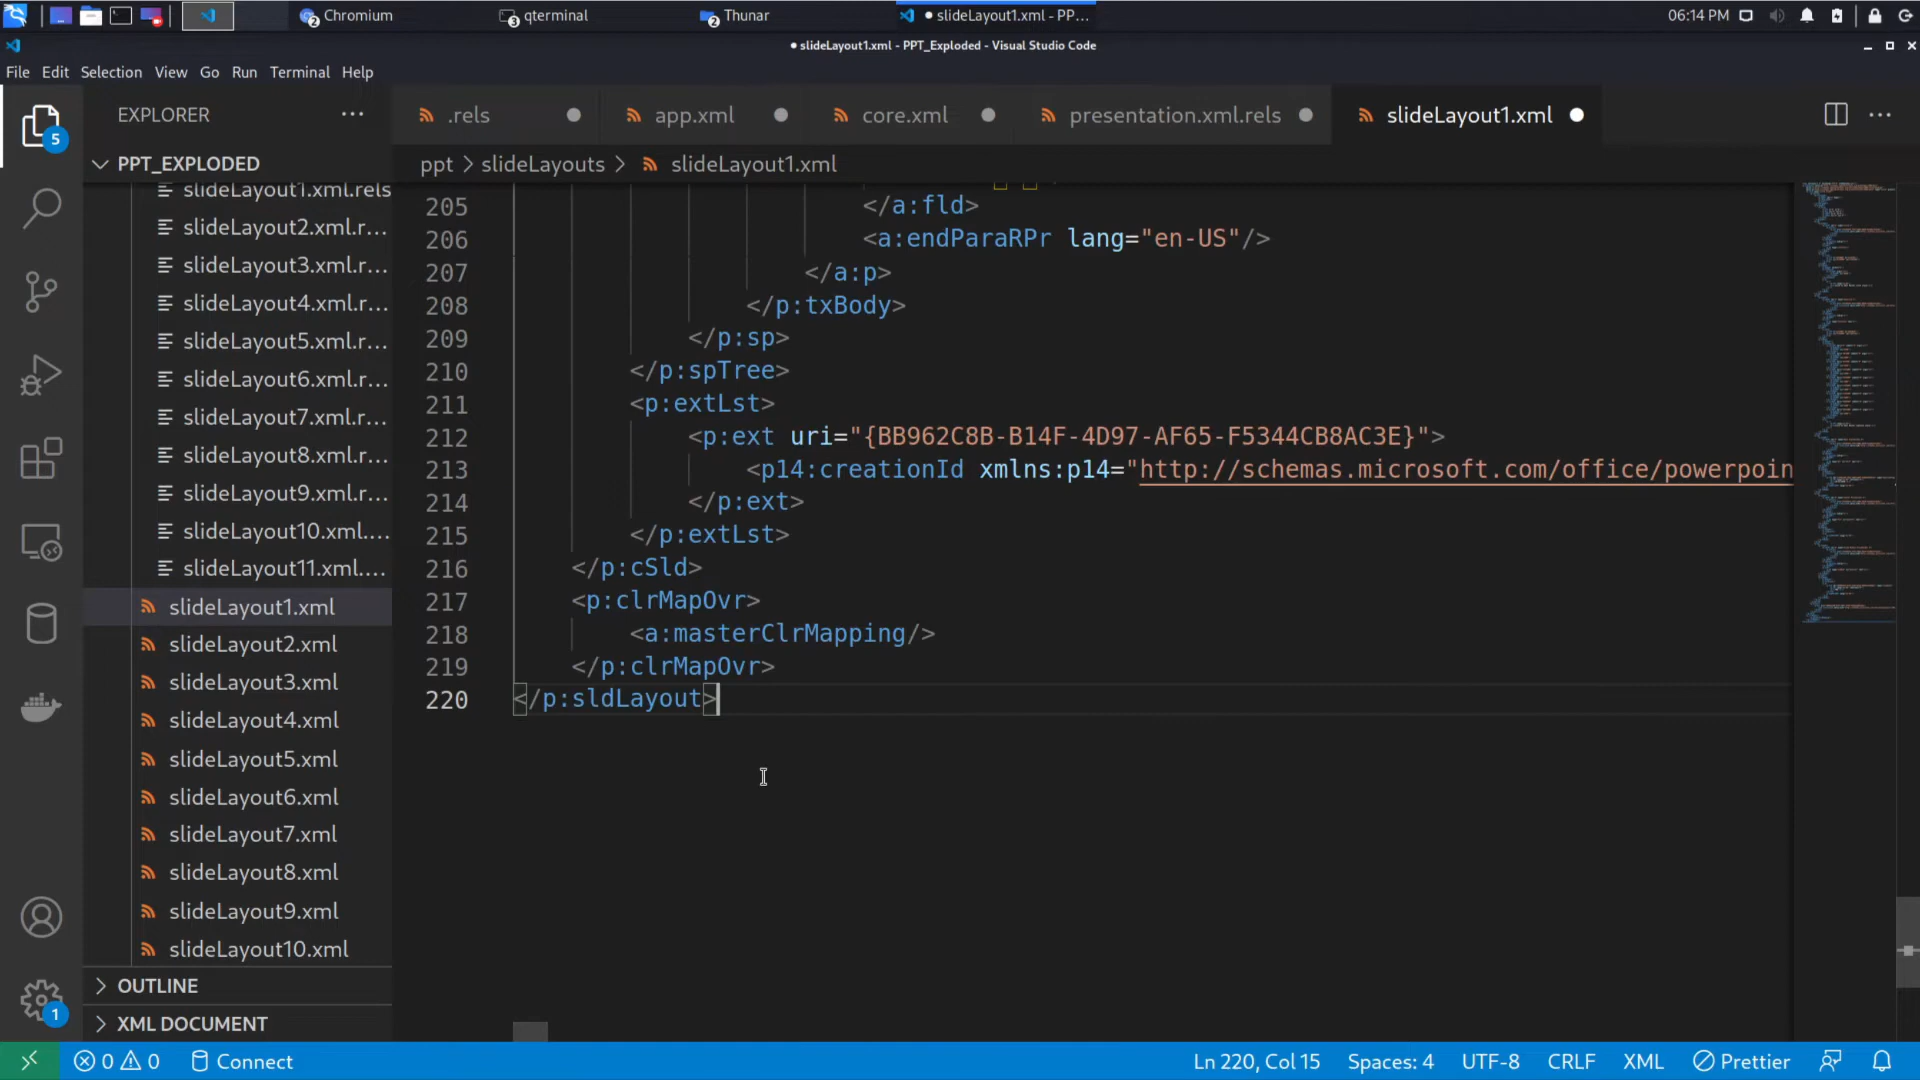 Chromium
2
qterminal
3
Thunar
2
● slideLayout1.xml - PP...
06:14 PM
● slideLayout1.xml - PPT_Exploded - Visual Studio Code
File Edit Selection View Go Run Terminal Help
EXPLORER
.rels
app.xml
core.xml
presentation.xml.rels
slideLayout1.xml
5
PPT_EXPLODED
ppt > slideLayouts > slideLayout1.xml
slideLayout1.xml.rels
slideLayout2.xml.r...
slideLayout3.xml.r...
slideLayout4.xml.r...
slideLayout5.xml.r...
slideLayout6.xml.r...
slideLayout7.xml.r...
slideLayout8.xml.r...
slideLayout9.xml.r...
slideLayout10.xml....
slideLayout11.xml....
slideLayout1.xml
slideLayout2.xml
slideLayout3.xml
slideLayout4.xml
slideLayout5.xml
slideLayout6.xml
slideLayout7.xml
slideLayout8.xml
slideLayout9.xml
slideLayout10.xml
OUTLINE
XML DOCUMENT
1
205 </a:fld>
206 <a:endParaRPr lang="en-US"/>
207 </a:p>
208 </p:txBody>
209 </p:sp>
210 </p:spTree>
211 <p:extLst>
212 <p:ext uri="{BB962C8B-B14F-4D97-AF65-F5344CB8AC3E}">
213 <p14:creationId xmlns:p14="http://schemas.microsoft.com/office/powerpoin
214 </p:ext>
215 </p:extLst>
216 </p:cSld>
217 <p:clrMapOvr>
218 <a:masterClrMapping/>
219 </p:clrMapOvr>
220 </p:sldLayout>
0 0 Connect
Ln 220, Col 15 Spaces: 4 UTF-8 CRLF XML Prettier